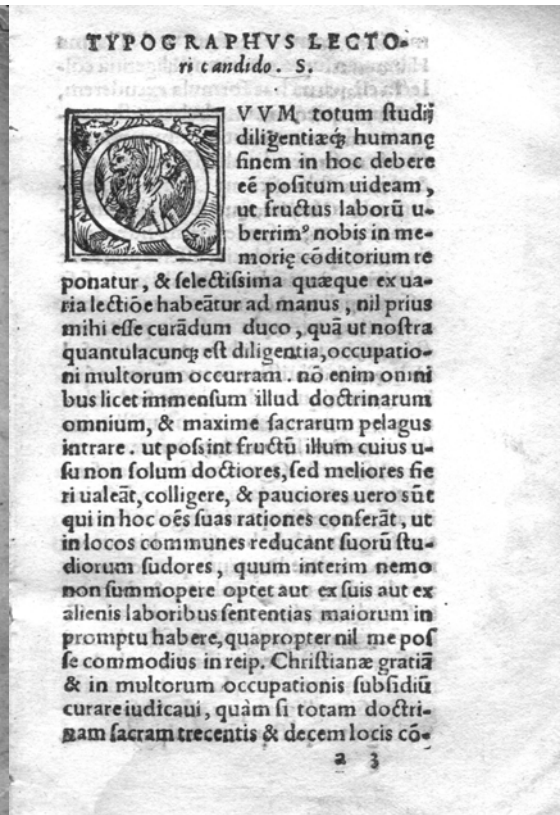 TYPOGRAPHVS LECTO-
ri candido. S.
QVVM totum ſtudij
diligentiæq́ꝫ humanę
finem in hoc debere
eē poſitum uideam,
ut fructus laborū u-
berrimꝰ nobis in me-
morię cōditorium re
ponatur, & ſelectiſſima quæque ex ua-
ria lectiōe habeātur ad manus, nil prius
mihi eſſe curādum duco, quā ut noſtra
quantulacunqꝫ eſt diligentia, occupatio-
ni multorum occurram. nō enim omni
bus licet immenſum illud doctrinarum
omnium, & maxime ſacrarum pelagus
intrare. ut poſsint fructū illum cuius u-
ſu non ſolum doctiores, ſed meliores fie
ri ualeāt, colligere, & pauciores uero sūt
qui in hoc oēs ſuas rationes conferāt, ut
in locos communes reducant ſuorū ſtu-
diorum ſudores, quum interim nemo
non ſummopere optet aut ex ſuis aut ex
alienis laboribus ſententias maiorum in
promptu habere, quapropter nil me poſ
ſe commodius in reip. Chriſtianæ gratiā
& in multorum occupationis ſubſidiū
curare iudicaui, quàm ſi totam doctri-
nam ſacram trecentis & decem locis cō-
a 3